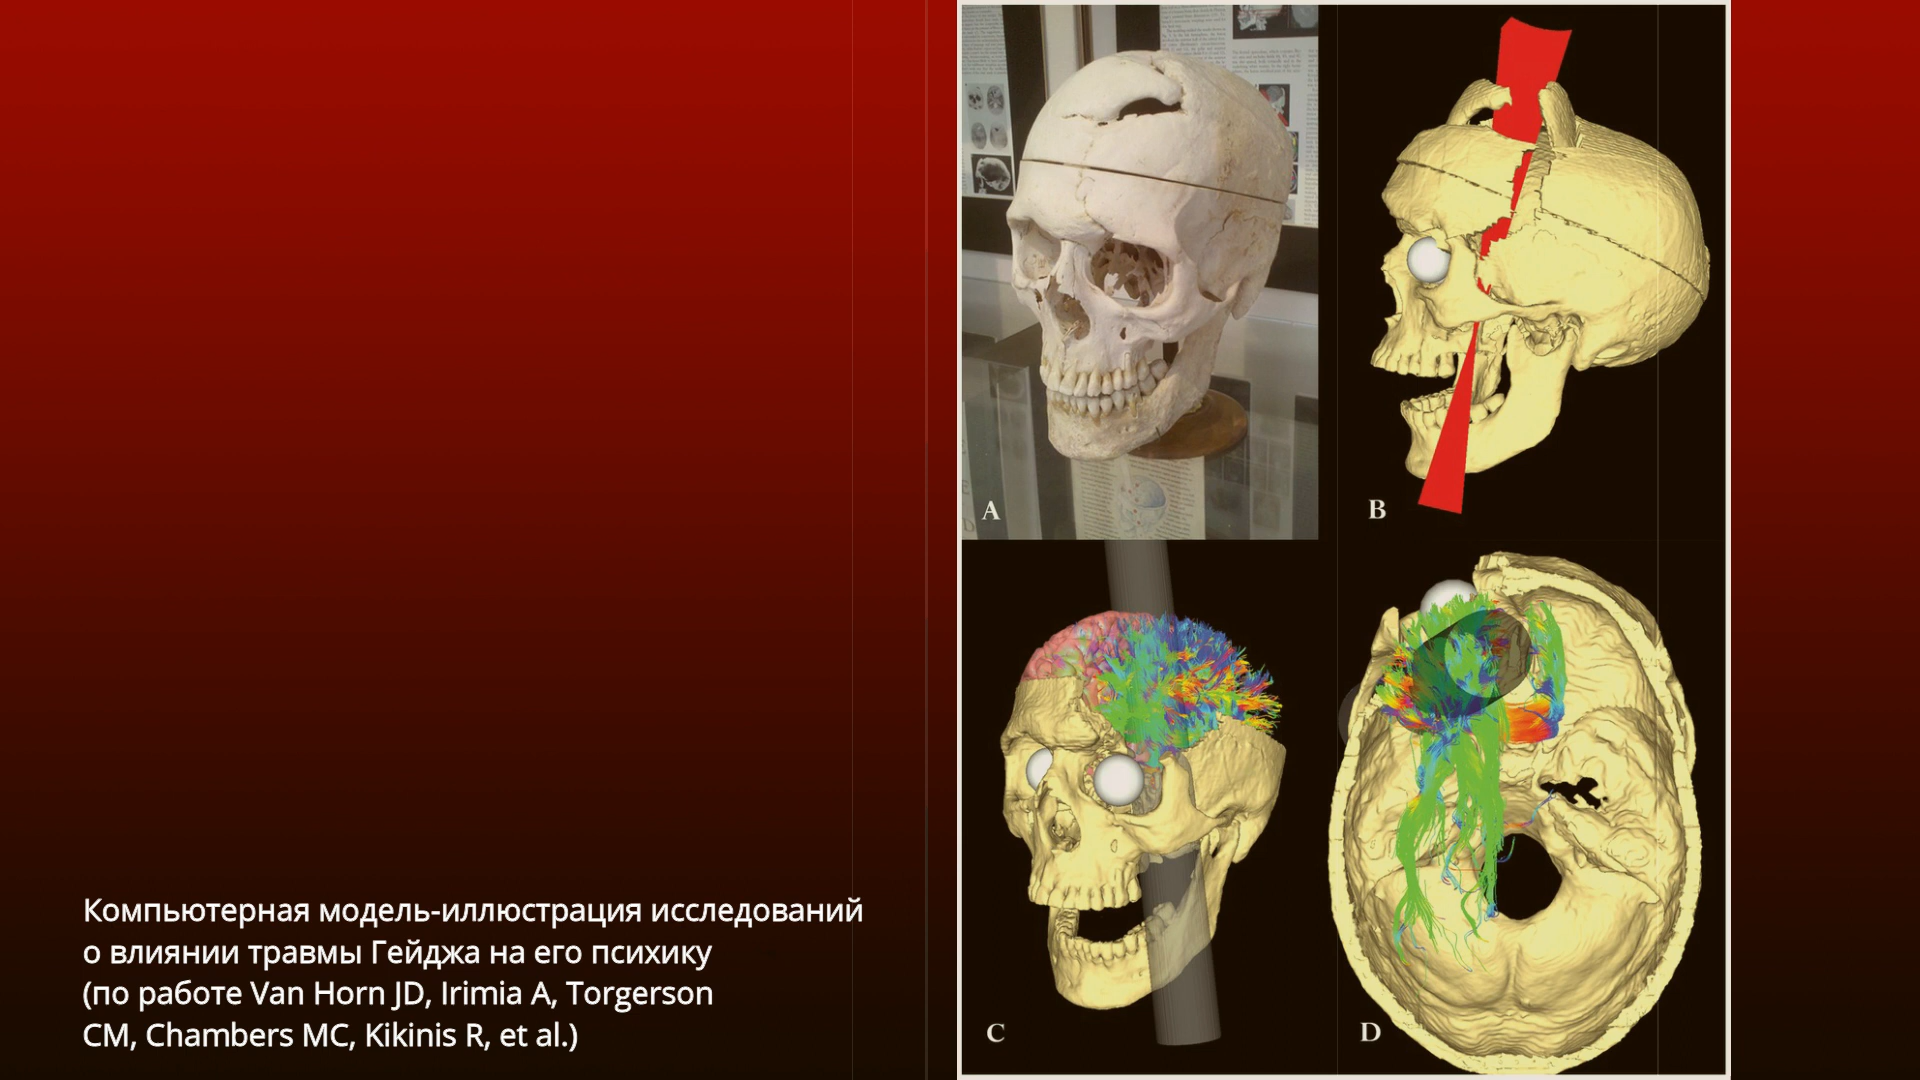 Компьютерная модель-иллюстрация исследований
о влиянии травмы Гейджа на его психику
(по работе Van Horn JD, Irimia A, Torgerson
CM, Chambers MC, Kikinis R, et al.)
A
B
C
D